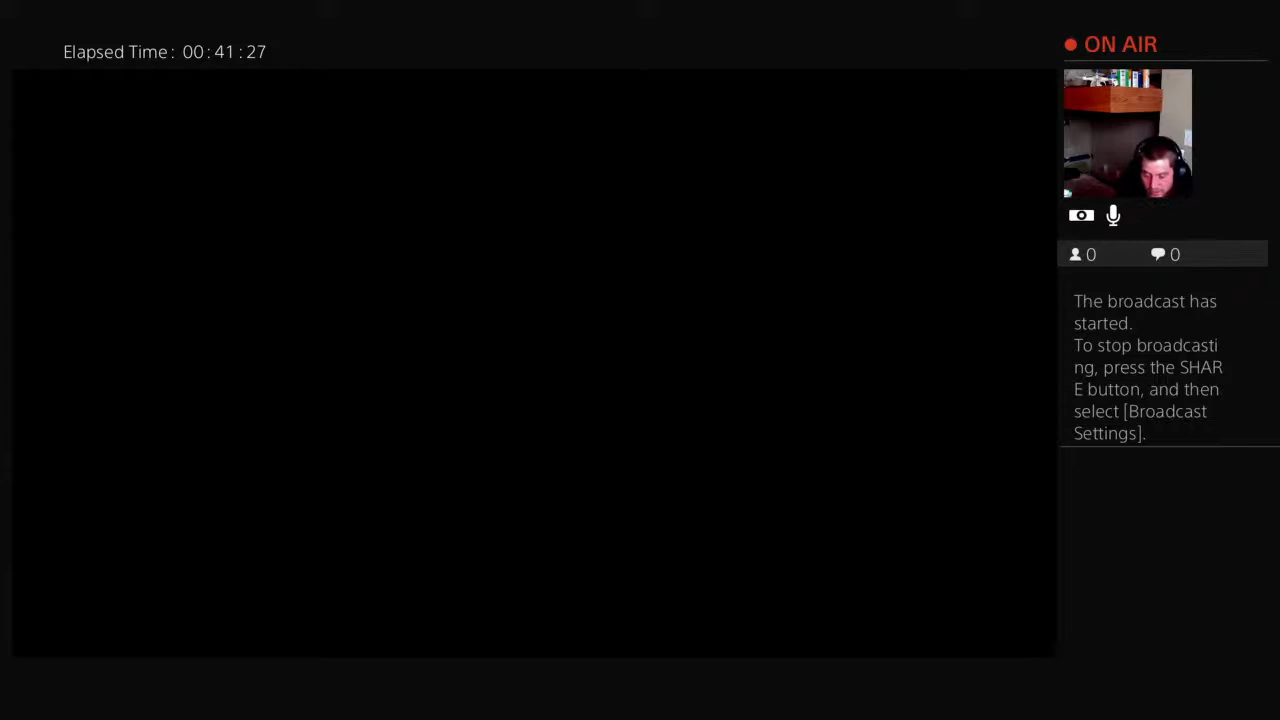 Elapsed Time: 00:41:27
ON AIR
0 0
The broadcast has
started.
To stop broadcasti
ng, press the SHAR
E button, and then
select [Broadcast
Settings].